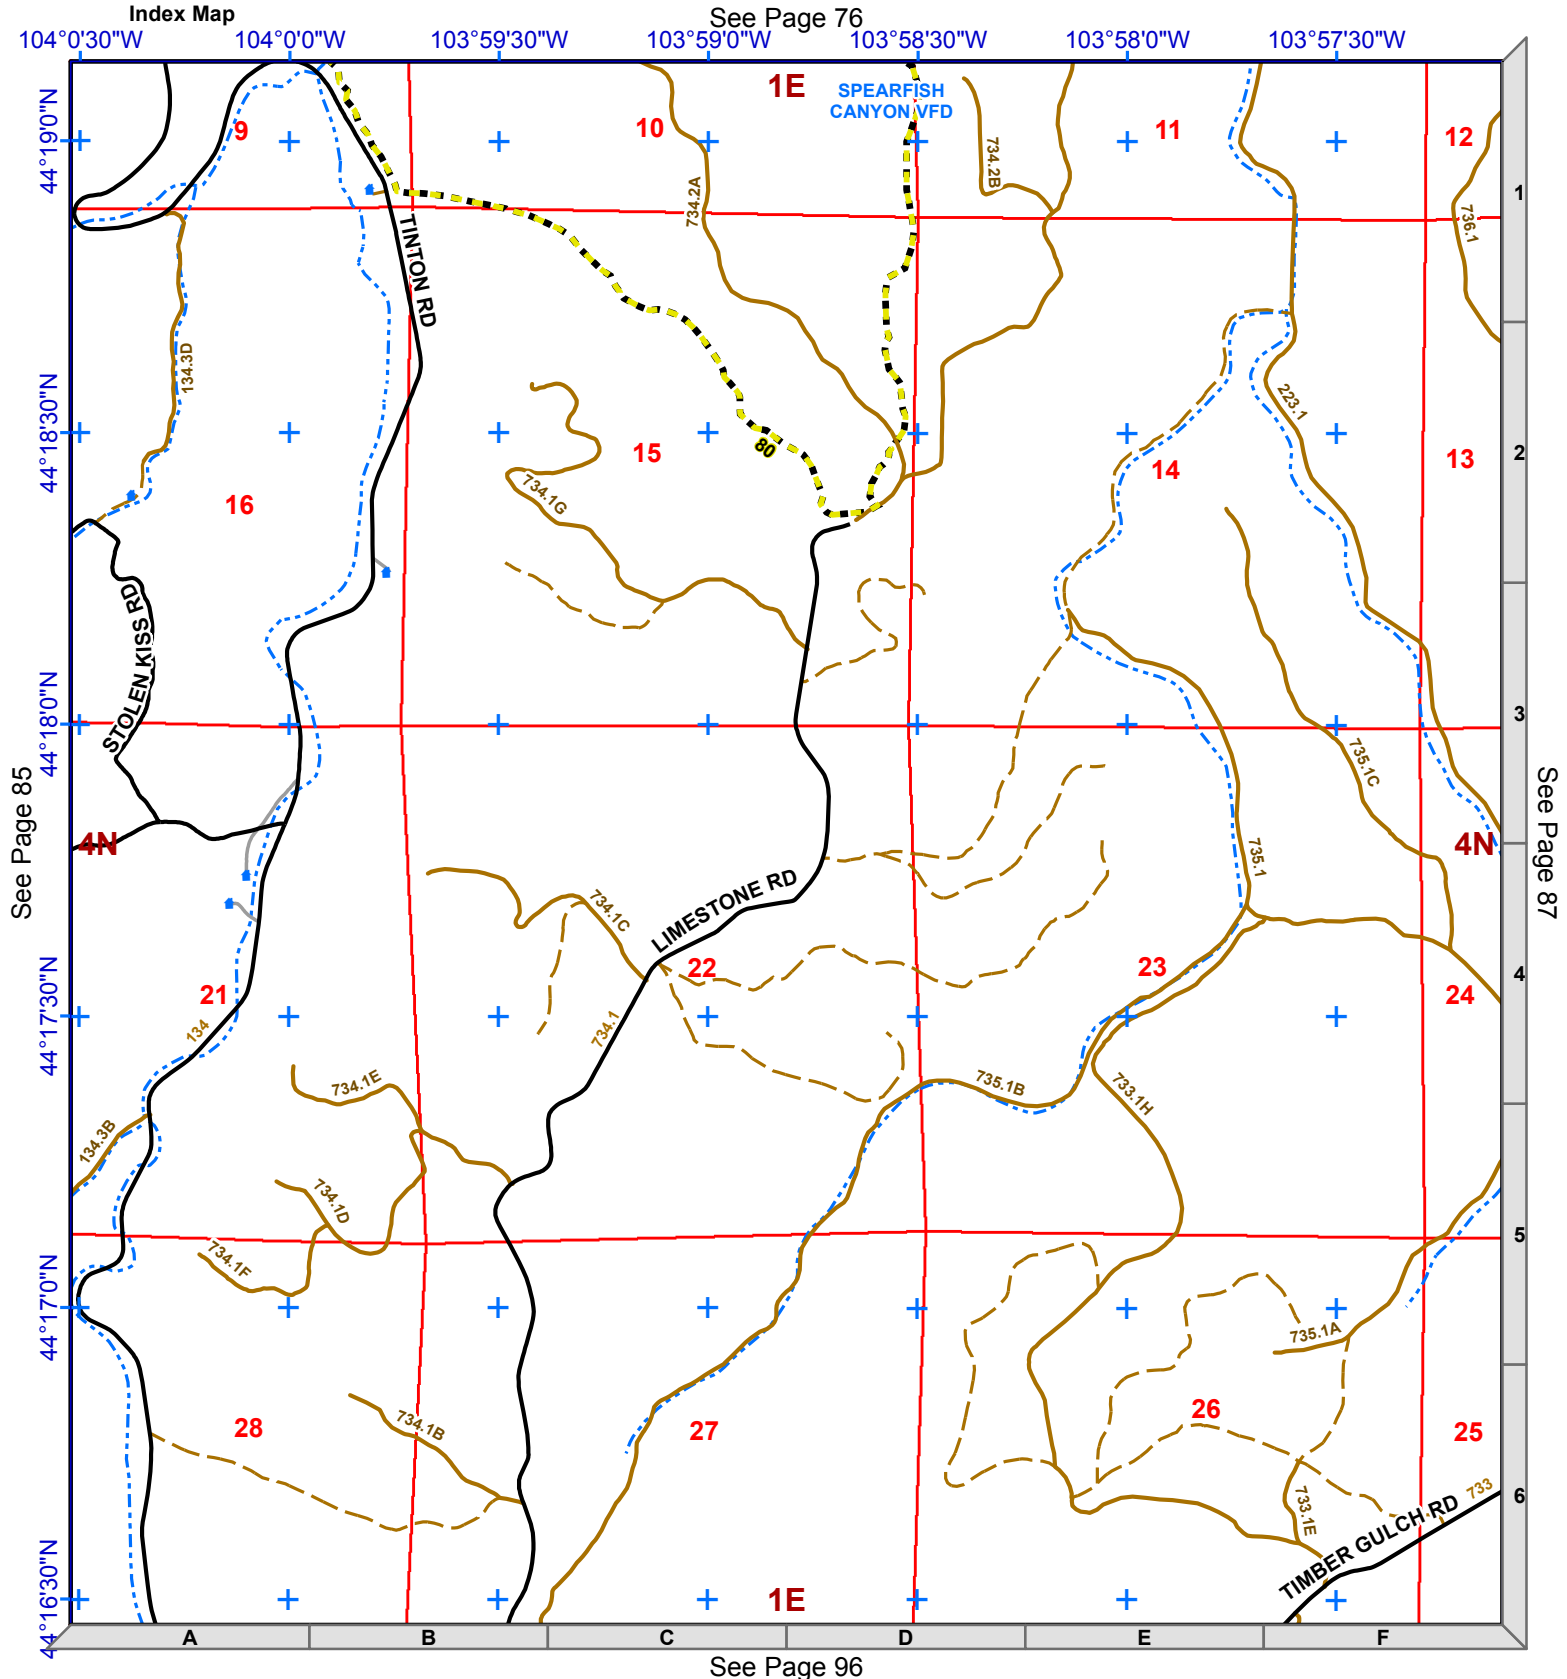 Index Map
See Page 76
104°0'30"W
104°0'0"W
103°59'30"W
103°59'0"W
103°58'30"W
103°58'0"W
103°57'30"W
1E
SPEARFISH
CANYON VFD
44°19'0"N
9
10
11
12
734.2B
734.2A
736.1
1
TINTON RD
134.3D
44°18'30"N
223.1
80
15
14
13
2
16
734.1G
STOLEN KISS RD
44°18'0"N
3
735.1C
See Page 85
See Page 87
4N
4N
735.1
LIMESTONE RD
734.1C
22
23
24
4
21
44°17'30"N
134
734.1
734.1E
735.1B
733.1H
134.3B
734.1D
5
734.1F
44°17'0"N
735.1A
28
734.1B
27
26
25
6
733
733.1E
TIMBER GULCH RD
44°16'30"N
1E
A
B
C
D
E
F
See Page 96